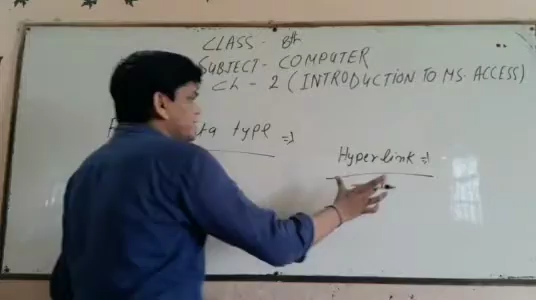 CLASS - 8th
SUBJECT - COMPUTER
Ch - 2 (INTRODUCTION TO MS. ACCESS)
type =>
Hyperlink =>